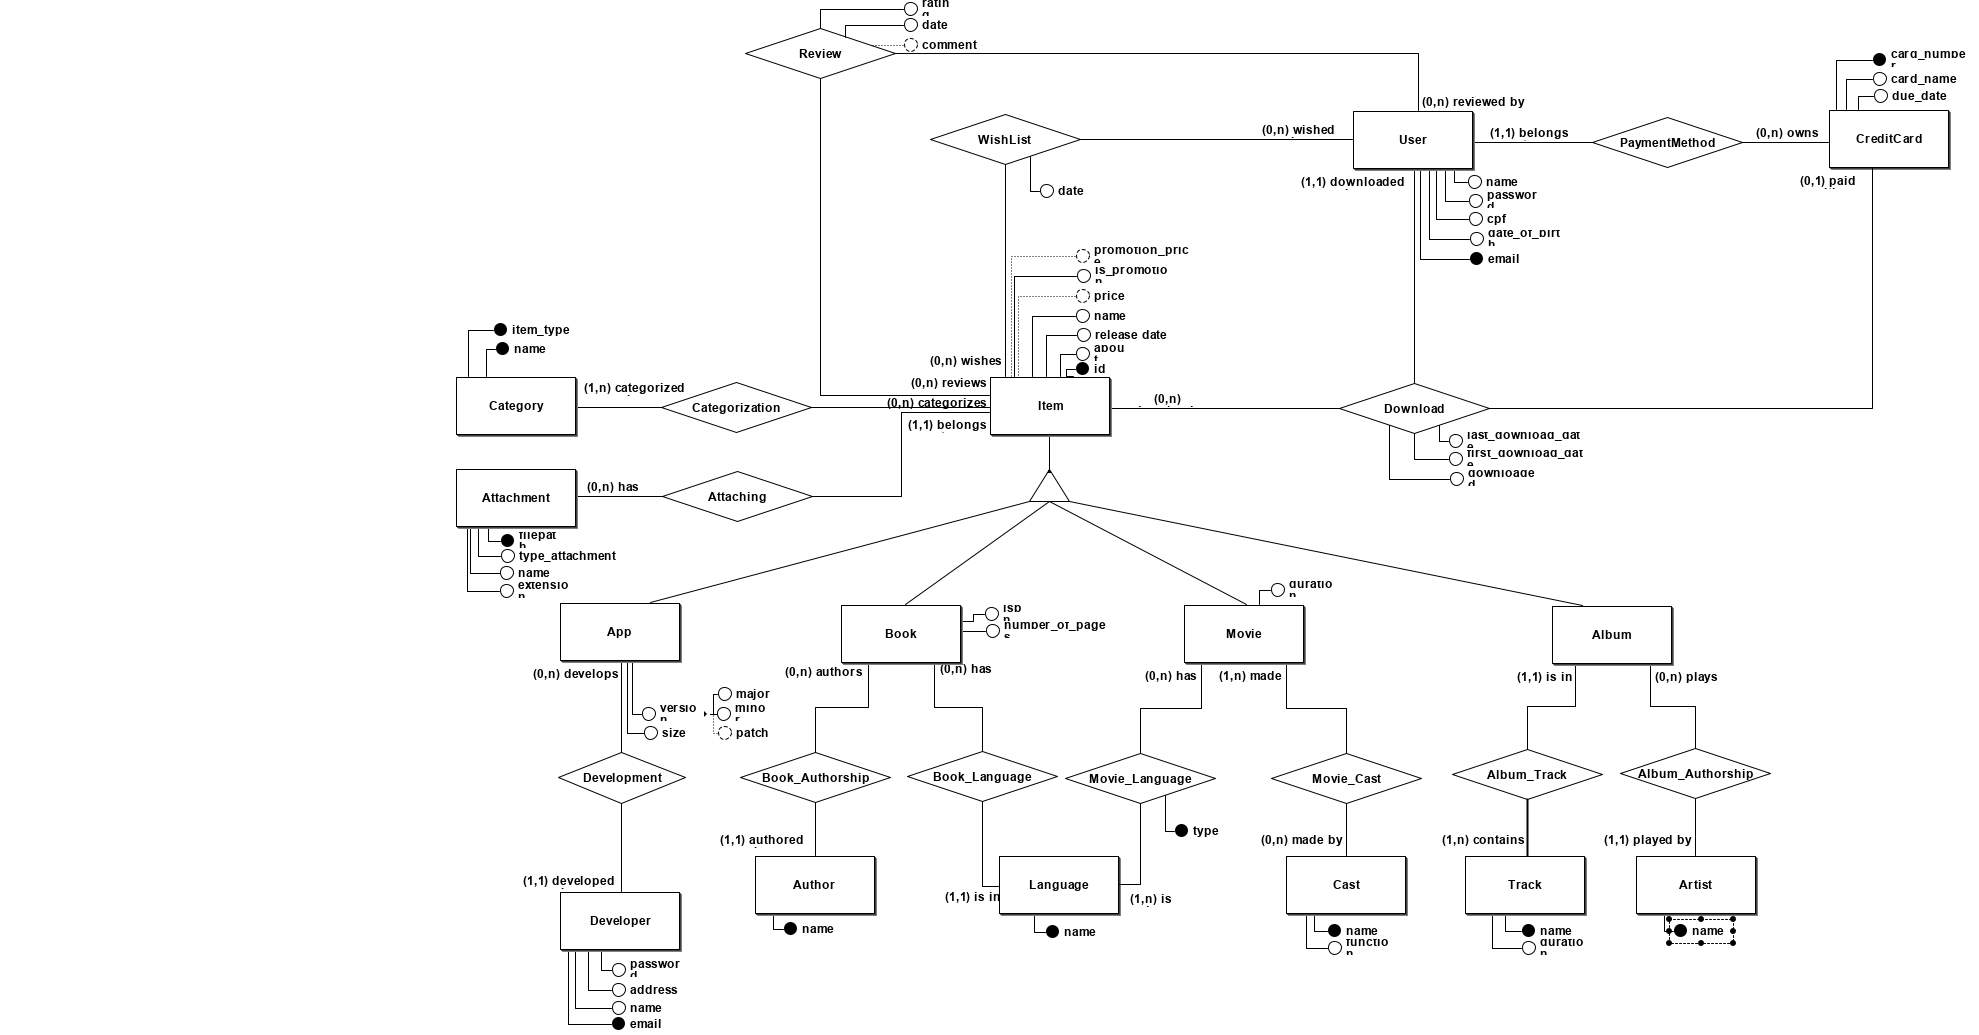 rating
date
comment
Review
card_number
card_name
due_date
(0,n) reviewed by
WishList
(0,n) wished
User
(1,1) belongs
PaymentMethod
(0,n) owns
CreditCard
date
(1,1) downloaded
(0,1) paid
name
password
cpf
date_of_birth
email
promotion_price
is_promotion
price
name
release date
about
id
item_type
name
(0,n) wishes
(0,n) reviews
(1,n) categorized
(0,n) categorizes
(0,n)
Category
Categorization
Item
Download
(1,1) belongs
last_download_date
first_download_date
downloaded
Attachment
(0,n) has
Attaching
filepath
type_attachment
name
extension
duration
isbn
number_of_pages
App
Book
Movie
Album
(0,n) develops
(0,n) authors
(0,n) has
(0,n) has
(1,n) made
(1,1) is in
(0,n) plays
version
major
minor
patch
size
Development
Book_Authorship
Book_Language
Movie_Language
Movie_Cast
Album_Track
Album_Authorship
type
(1,1) authored
(0,n) made by
(1,n) contains
(1,1) played by
(1,1) developed
Author
(1,1) is in
Language
(1,n) is
Cast
Track
Artist
Developer
name
name
name
function
name
duration
name
password
address
name
email